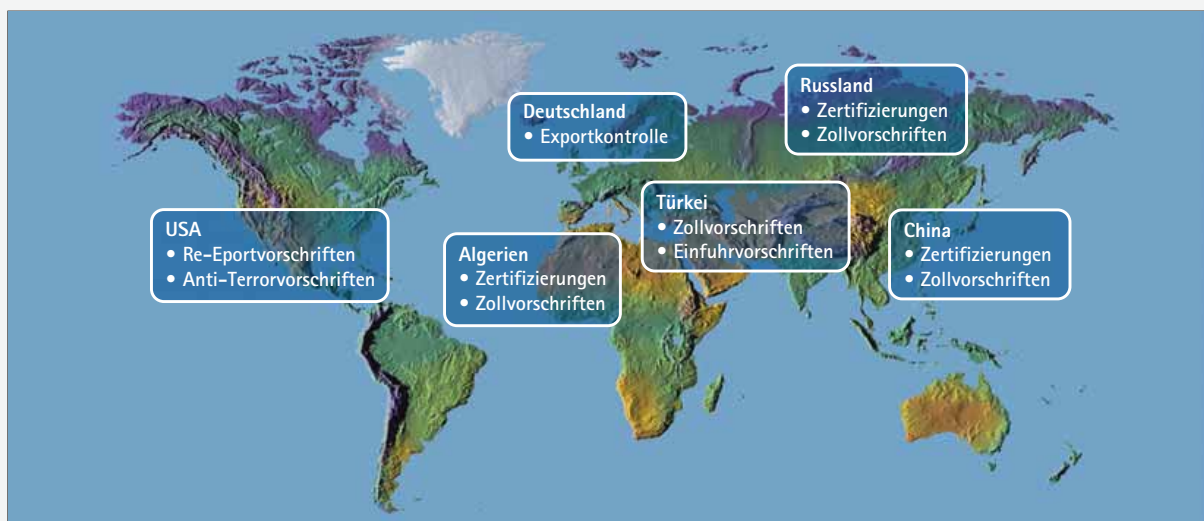 Russland
• Zertifizierungen
• Zollvorschriften
Deutschland
• Exportkontrolle
Türkei
• Zollvorschriften
• Einfuhrvorschriften
USA
• Re-Eportvorschriften
• Anti-Terrorvorschriften
Algerien
• Zertifizierungen
• Zollvorschriften
China
• Zertifizierungen
• Zollvorschriften